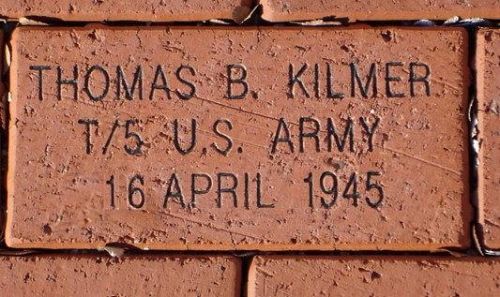 THOMAS B. KILMER
T/5 U.S. ARMY
16 APRIL 1945